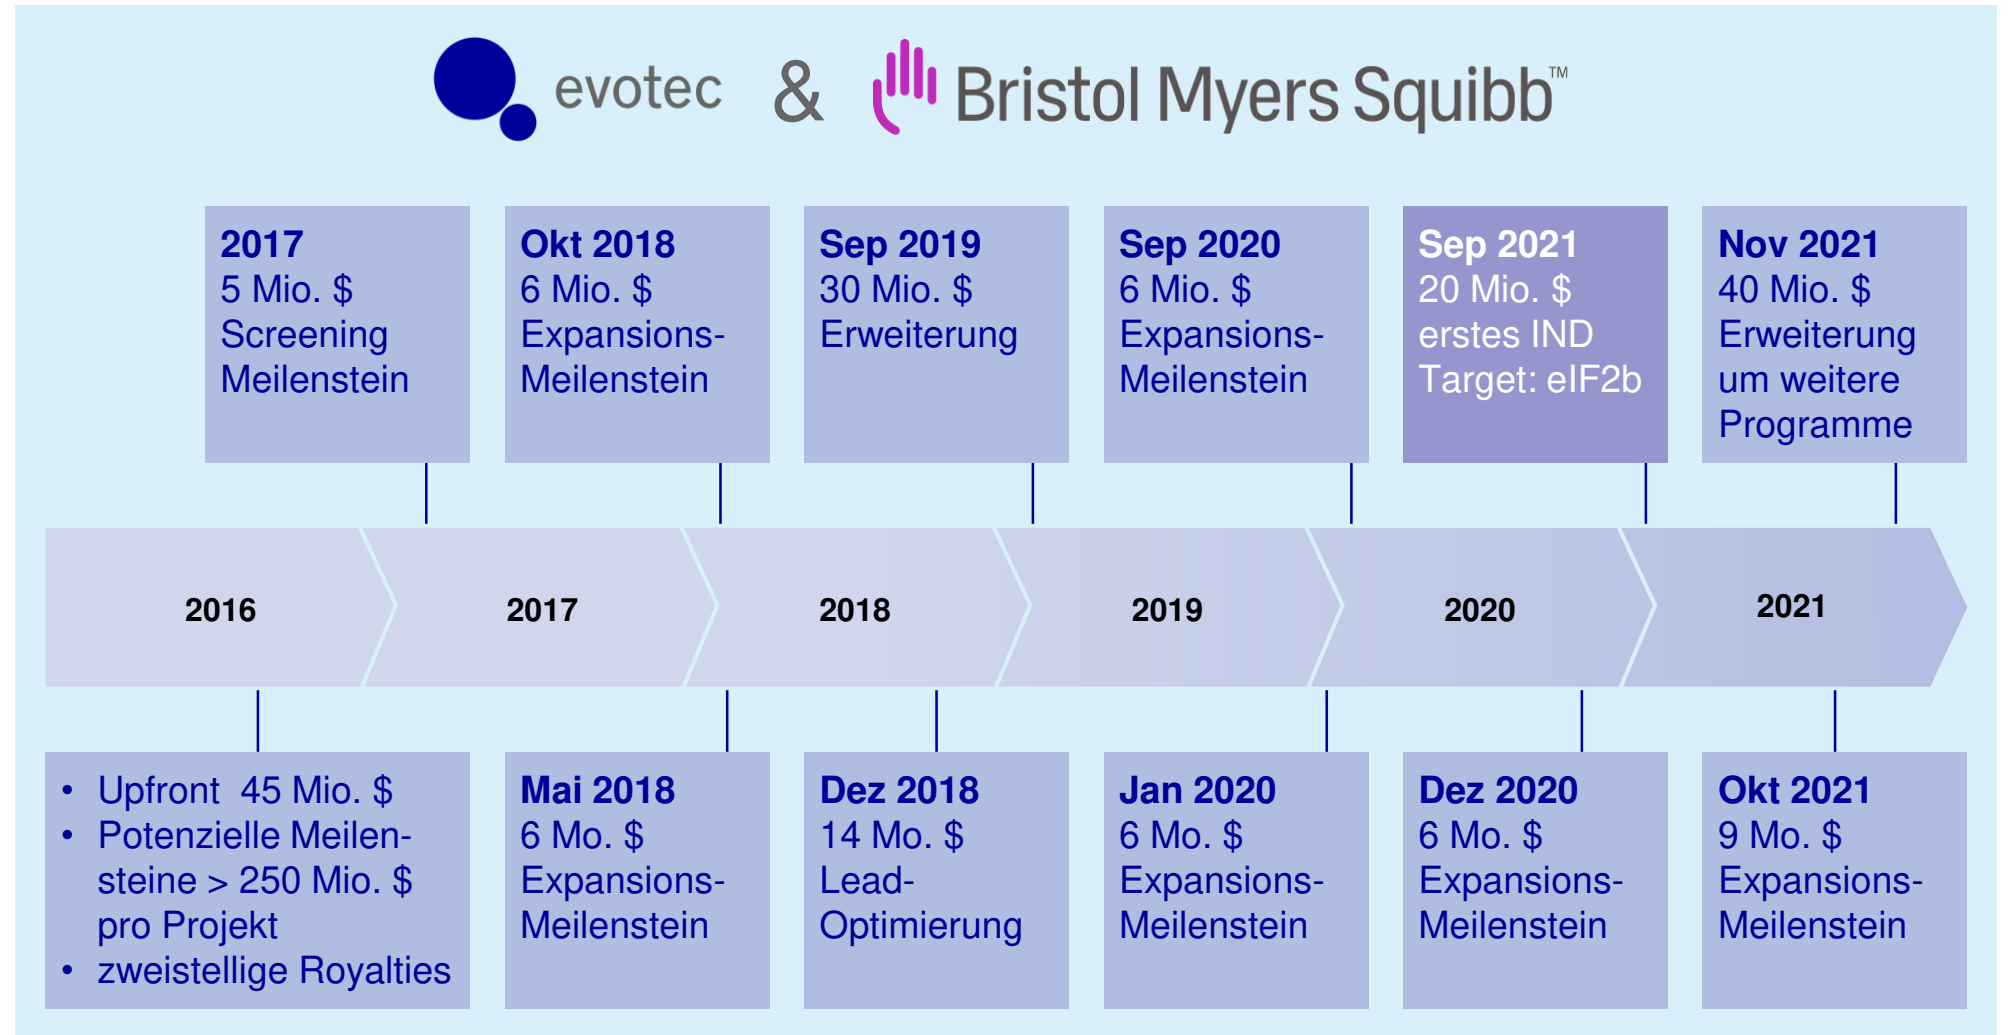 evotec & Bristol Myers Squibb™
2017
5 Mio. $
Screening
Meilenstein
Okt 2018
6 Mio. $
Expansions-
Meilenstein
Sep 2019
30 Mio. $
Erweiterung
Sep 2020
6 Mio. $
Expansions-
Meilenstein
Sep 2021
20 Mio. $
erstes IND
Target: eIF2b
Nov 2021
40 Mio. $
Erweiterung
um weitere
Programme
2016
2017
2018
2019
2020
2021
• Upfront 45 Mio. $
• Potenzielle Meilen-
steine > 250 Mio. $
pro Projekt
• zweistellige Royalties
Mai 2018
6 Mo. $
Expansions-
Meilenstein
Dez 2018
14 Mo. $
Lead-
Optimierung
Jan 2020
6 Mo. $
Expansions-
Meilenstein
Dez 2020
6 Mo. $
Expansions-
Meilenstein
Okt 2021
9 Mo. $
Expansions-
Meilenstein